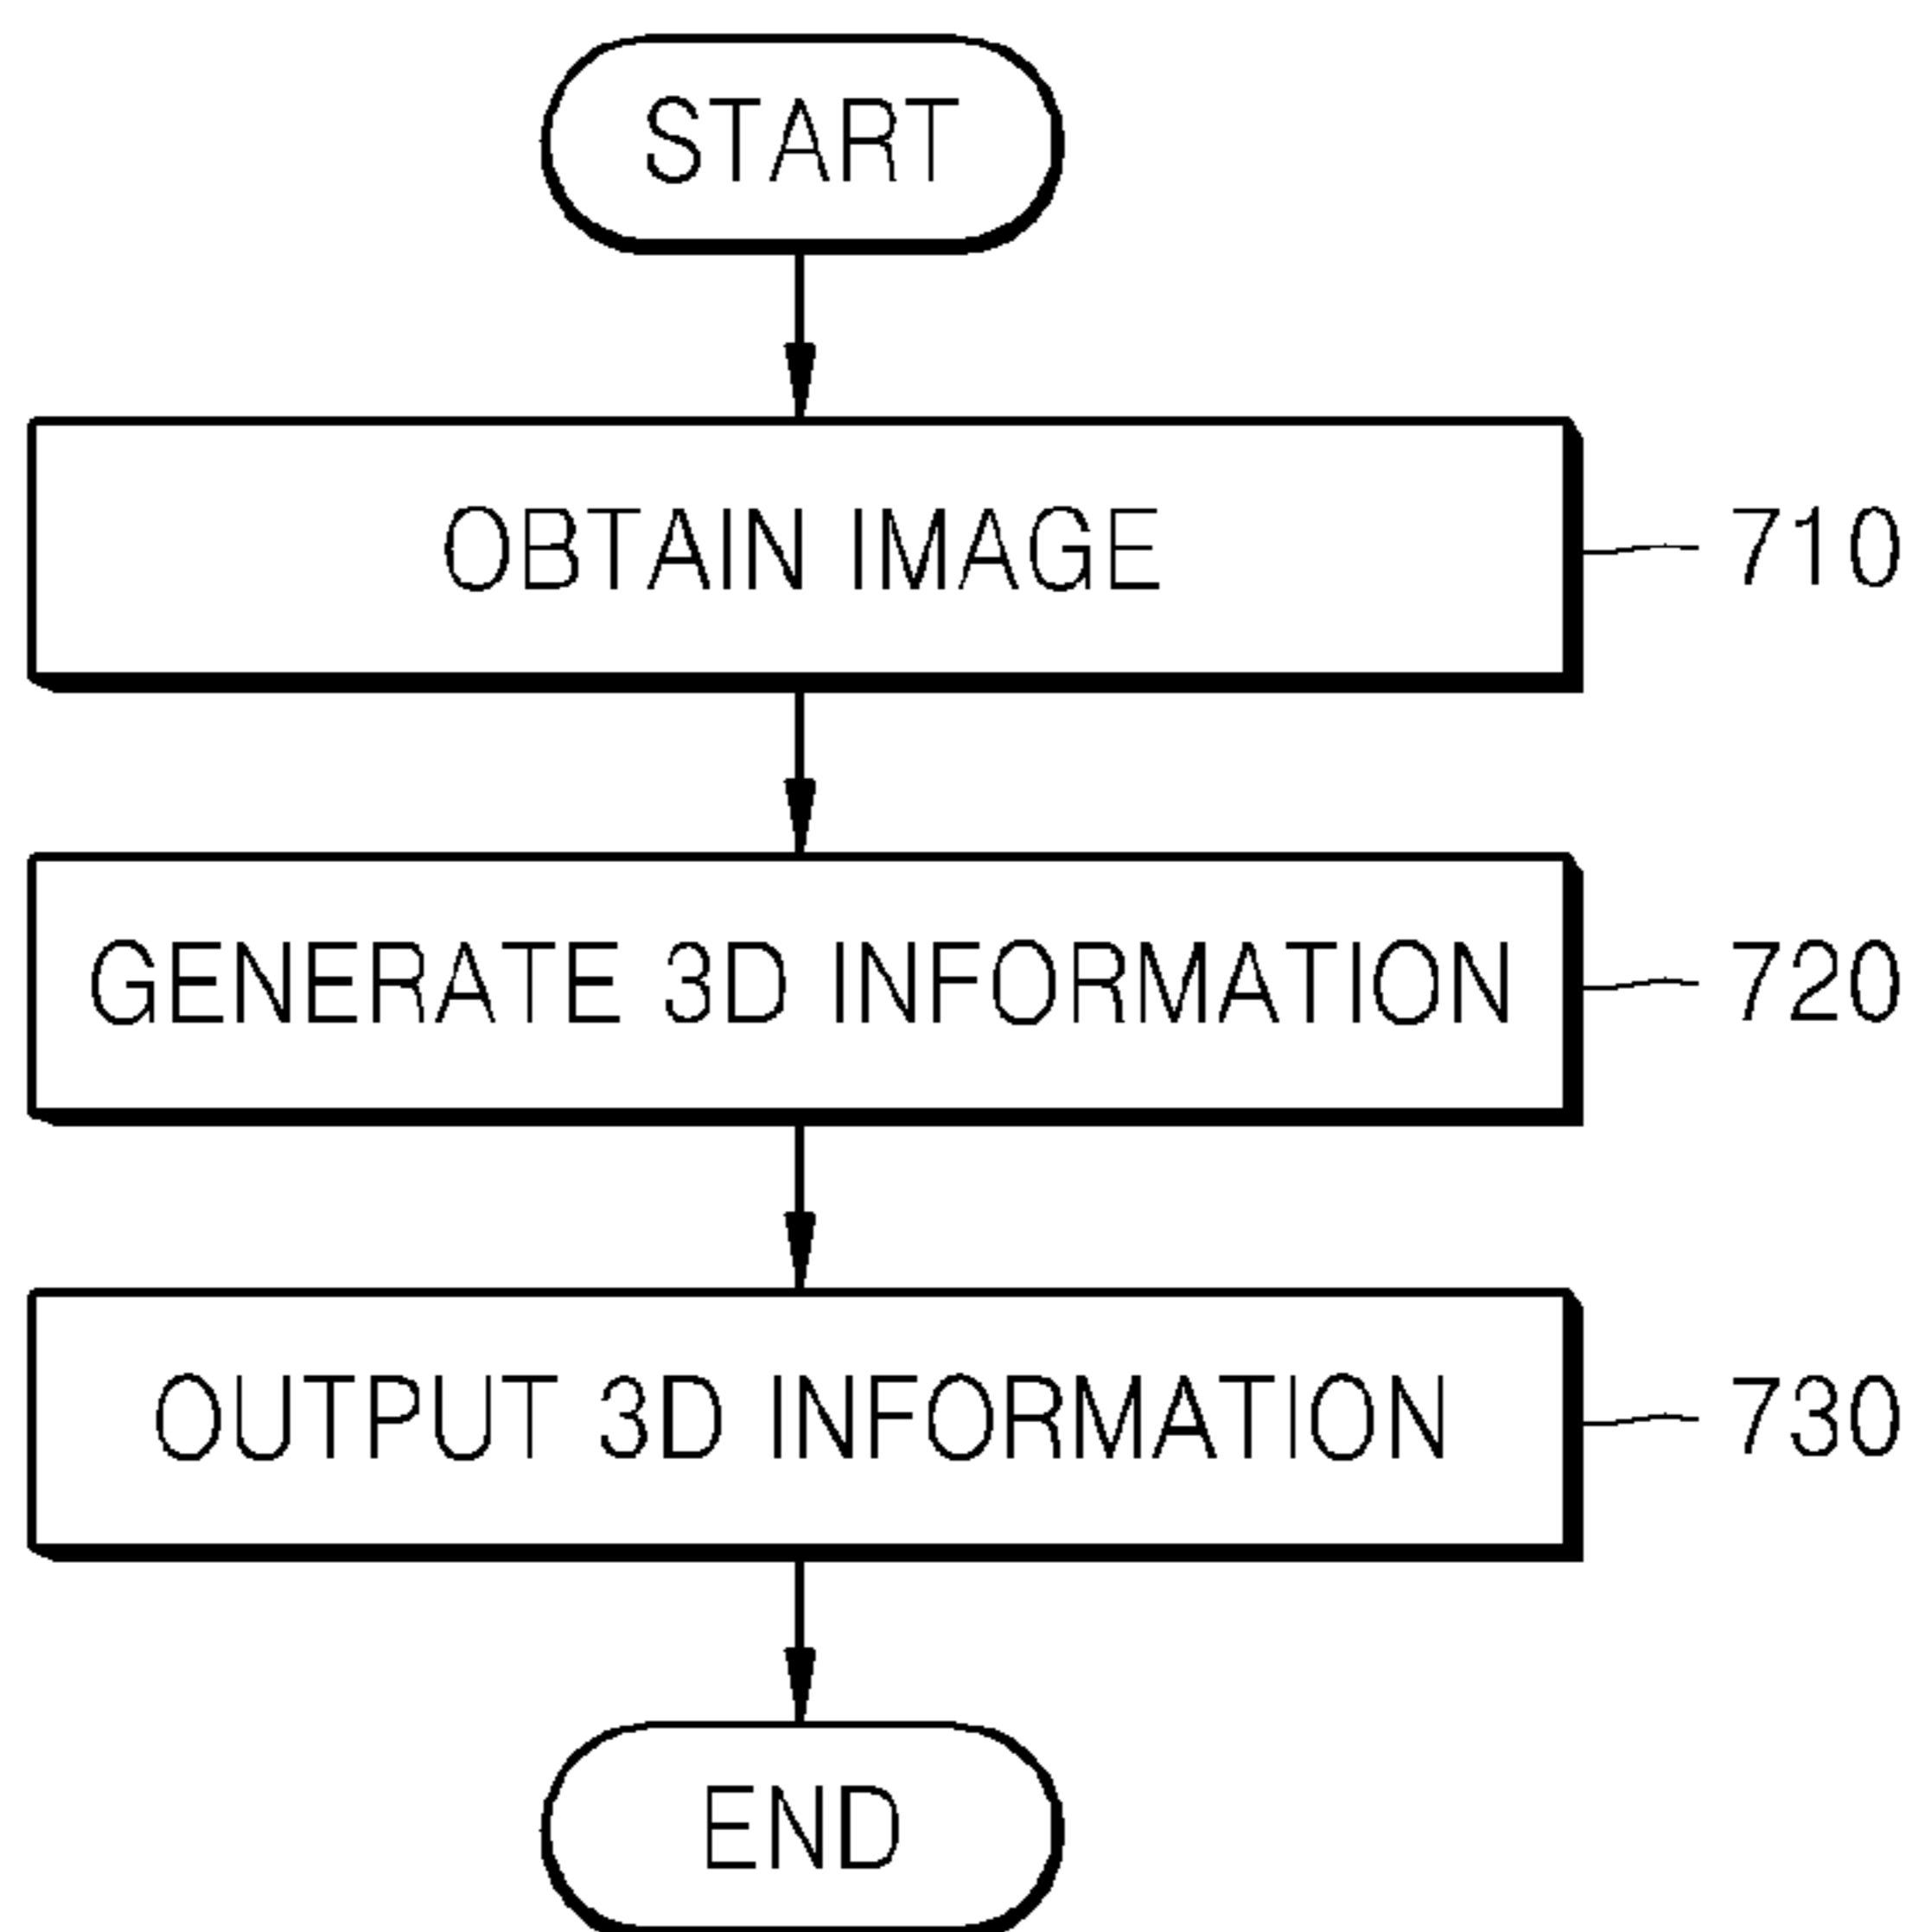 START
OBTAIN IMAGE
710
GENERATE 3D INFORMATION
720
OUTPUT 3D INFORMATION
730
END